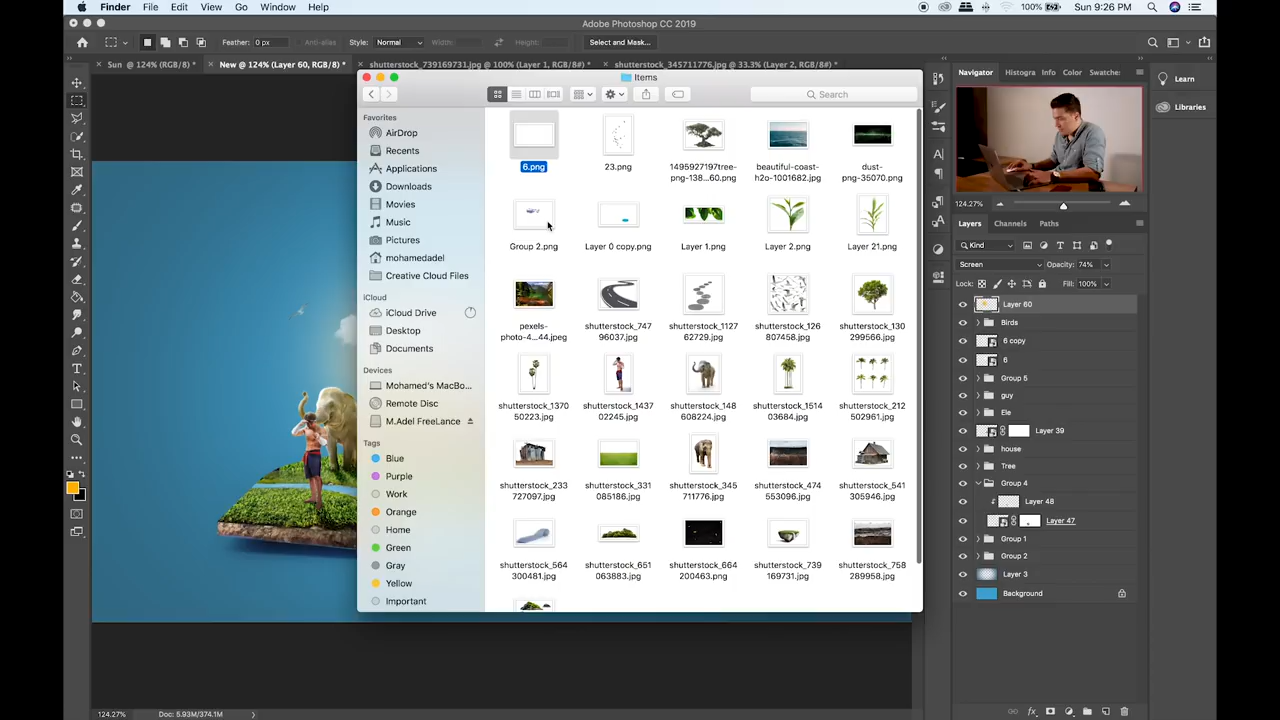 Finder File Edit View Go Window Help 100% Sun 9:26 PM
Adobe Photoshop CC 2019
Feather: 0 px Anti-alias Style: Normal Width: Height: Select and Mask...
Sun @ 124% (RGB/8) * New @ 124% (Layer 60, RGB/8) * shutterstock_739169731.jpg @ 100% (Layer 1, RGB/8#) * shutterstock_345711776.jpg @ 33.3% (Layer 2, RGB/8#) *
Items
Search
Favorites
AirDrop
Recents
Applications
Downloads
Movies
Music
Pictures
mohamedadel
Creative Cloud Files
iCloud
iCloud Drive
Desktop
Documents
Devices
Mohamed's MacBo...
Remote Disc
M.Adel FreeLance
Tags
Blue
Purple
Work
Orange
Home
Green
Gray
Yellow
Important
6.png
23.png
1495927197tree-
png-138...60.png
beautiful-coast-
h2o-1001682.jpg
dust-
png-35070.png
Group 2.png
Layer 0 copy.png
Layer 1.png
Layer 2.png
Layer 21.png
pexels-
photo-4...44.jpeg
shutterstock_747
96037.jpg
shutterstock_1127
62729.jpg
shutterstock_126
807458.jpg
shutterstock_130
299566.jpg
shutterstock_1370
50223.jpg
shutterstock_1437
02245.jpg
shutterstock_148
608224.jpg
shutterstock_1514
03684.jpg
shutterstock_212
502961.jpg
shutterstock_233
727097.jpg
shutterstock_331
085186.jpg
shutterstock_345
711776.jpg
shutterstock_474
553096.jpg
shutterstock_541
305946.jpg
shutterstock_564
300481.jpg
shutterstock_651
063883.jpg
shutterstock_664
200463.png
shutterstock_739
169731.jpg
shutterstock_758
289958.jpg
Navigator Histogra Info Color Swatche:
124.27%
Layers Channels Paths
Kind
Screen Opacity: 74%
Lock: Fill: 100%
Layer 60
Birds
6 copy
6
Group 5
guy
Ele
Layer 39
house
Tree
Group 4
Layer 48
Layer 47
Group 1
Group 2
Layer 3
Background
Learn
Libraries
124.27% Doc: 5.93M/374.1M